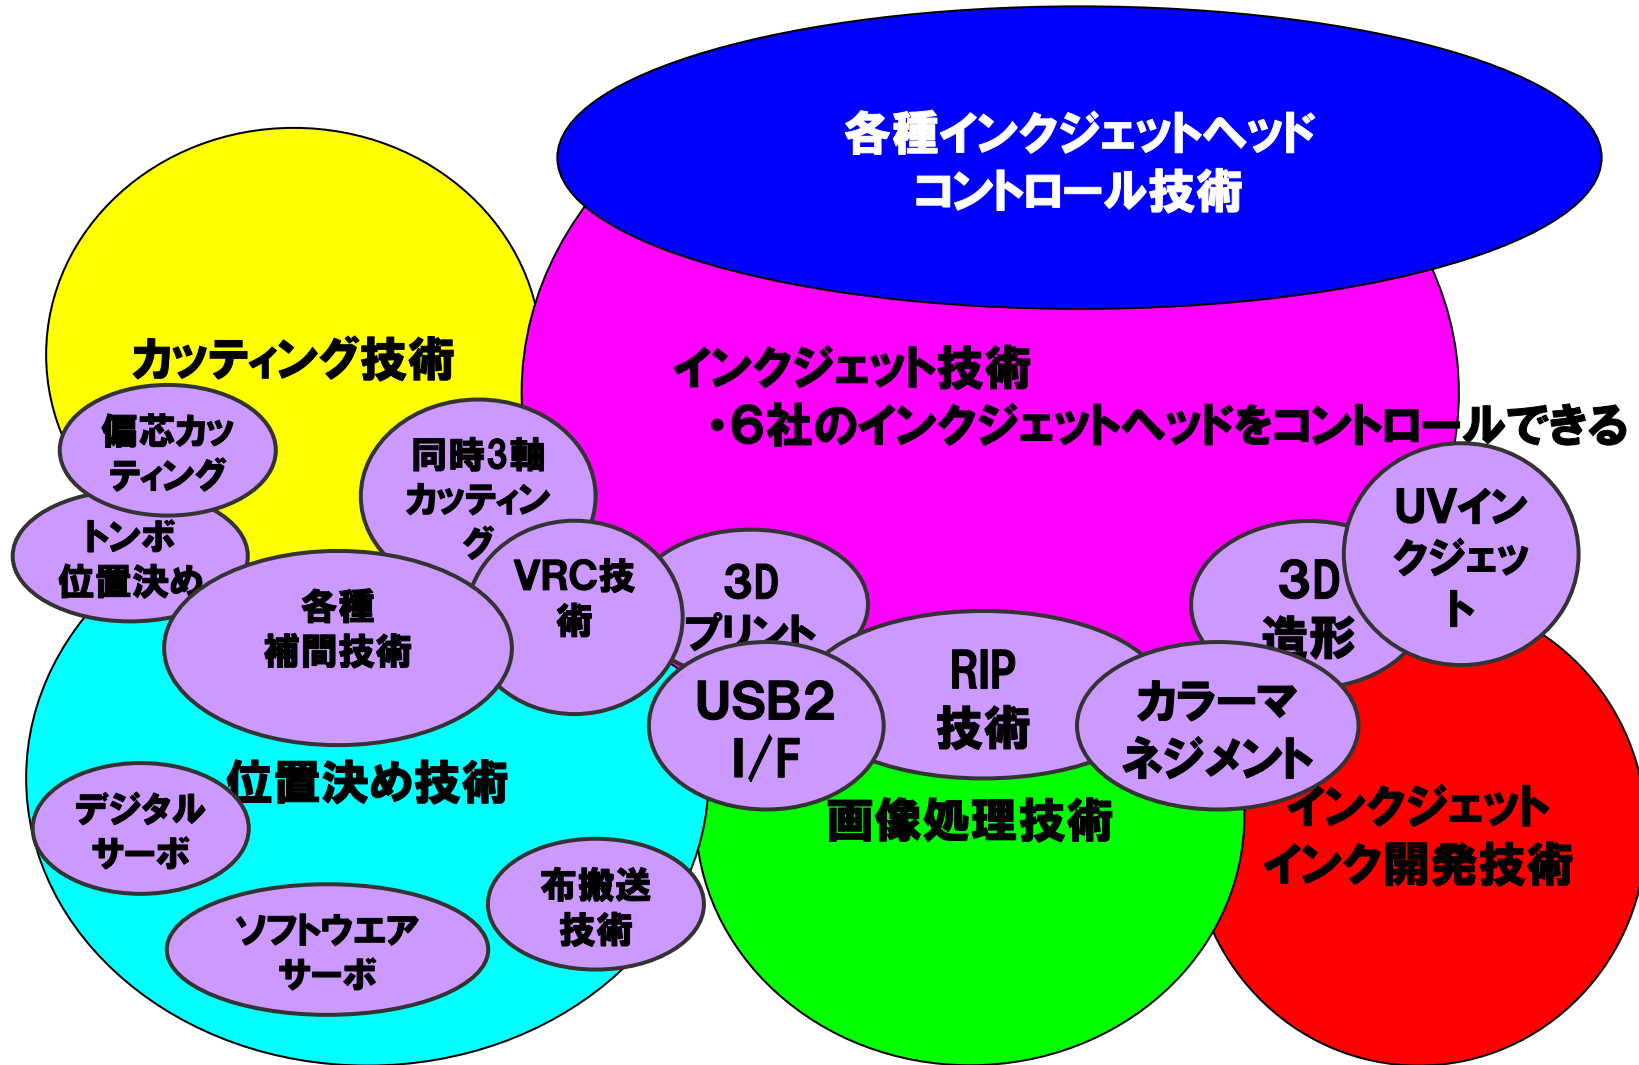 各種インクジェットヘッド
コントロール技術
カッティング技術
インクジェット技術
・６社のインクジェットヘッドをコントロールできる
偏芯カッ
ティング
同時3軸
カッティン
グ
トンボ
位置決め
各種
補間技術
VRC技
術
３D
プリント
３D
造形
UVイン
クジェッ
ト
USB2
I/F
RIP
技術
カラーマ
ネジメント
位置決め技術
画像処理技術
インクジェット
インク開発技術
デジタル
サーボ
ソフトウエア
サーボ
布搬送
技術